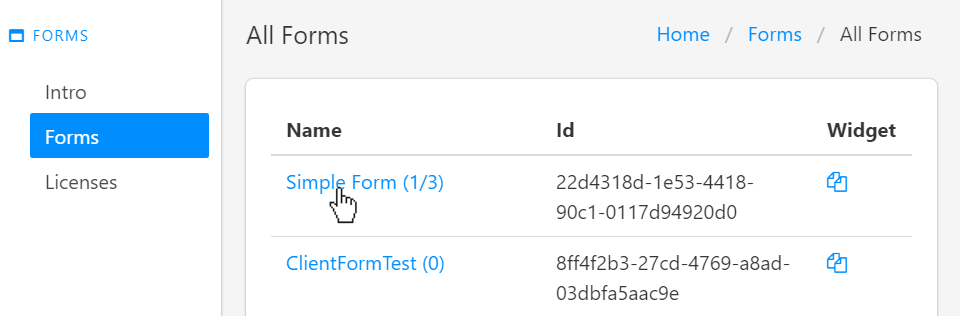 FORMS
Intro
Forms
Licenses
All Forms
Home / Forms / All Forms
Name Id Widget
Simple Form (1/3) 22d4318d-1e53-4418-
90c1-0117d94920d0
ClientFormTest (0) 8ff4f2b3-27cd-4769-a8ad-
03dbfa5aac9e